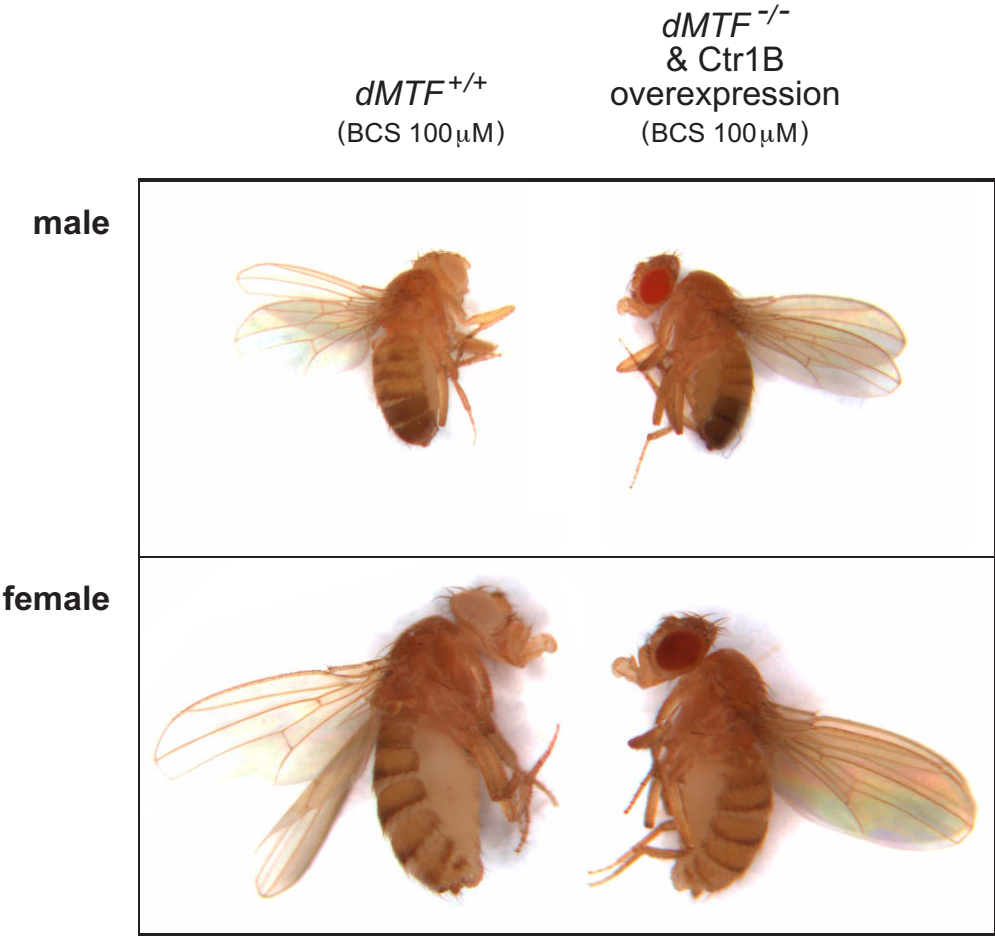 dMTF -/-
& Ctr1B
dMTF +/+ overexpression
(BCS 100μM) (BCS 100μM)
male
female